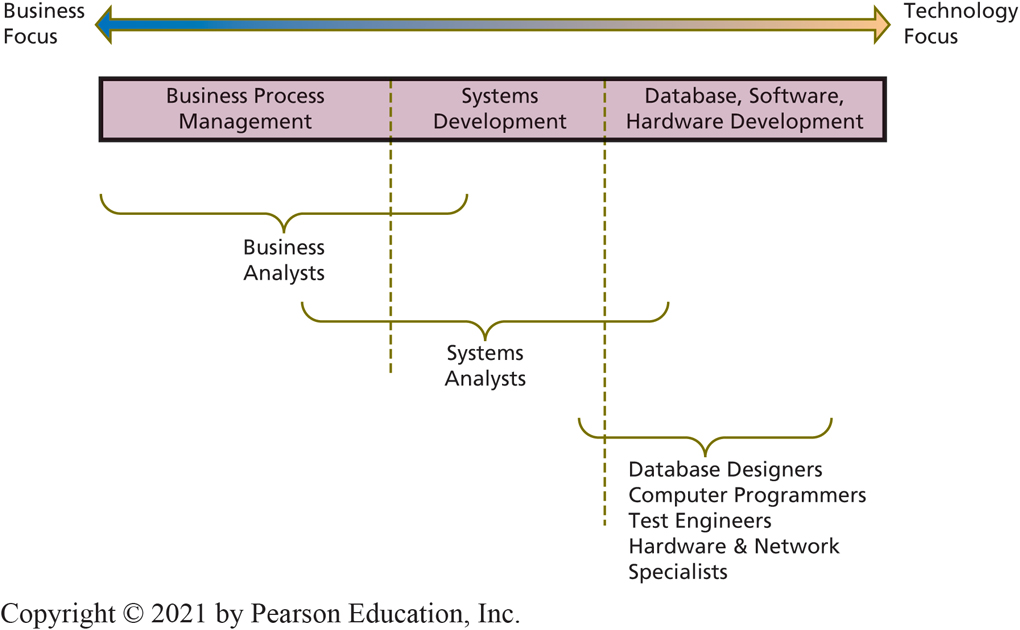 Business
Focus
Technology
Focus
Business Process
Management
Systems
Development
Database, Software,
Hardware Development
Business
Analysts
Systems
Analysts
Database Designers
Computer Programmers
Test Engineers
Hardware & Network
Specialists
Copyright © 2021 by Pearson Education, Inc.